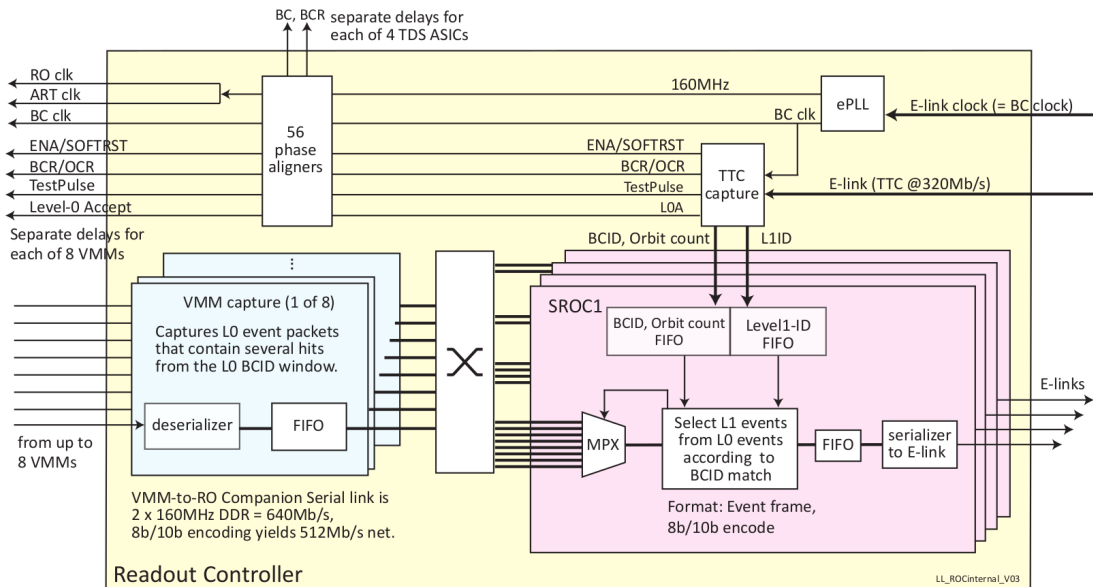 BC, BCR
separate delays for
each of 4 TDS ASICs
RO clk
ART clk
BC clk
ENA/SOFTRST
BCR/OCR
TestPulse
Level-0 Accept
Separate delays for
each of 8 VMMs
56
phase
aligners
160MHz
BC clk
ePLL
E-link clock (= BC clock)
ENA/SOFTRST
BCR/OCR
TestPulse
L0A
TTC
capture
E-link (TTC @320Mb/s)
BCID, Orbit count
L1ID
⋮
VMM capture (1 of 8)
Captures L0 event packets
that contain several hits
from the L0 BCID window.
deserializer
FIFO
from up to
8 VMMs
VMM-to-RO Companion Serial link is
2 x 160MHz DDR = 640Mb/s,
8b/10b encoding yields 512Mb/s net.
SROC1
BCID, Orbit count
FIFO
Level1-ID
FIFO
MPX
Select L1 events
from L0 events
according to
BCID match
FIFO
serializer
to E-link
E-links
Format: Event frame,
8b/10b encode
Readout Controller
LL_ROCinternal_V03